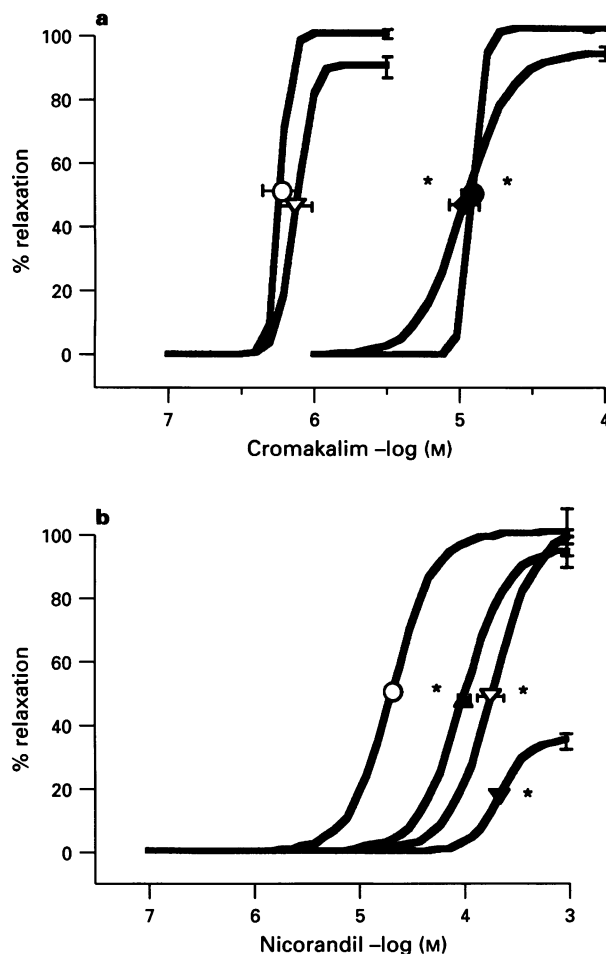 a
100
80
60
40
20
0
% relaxation
* *
7 6 5 4
Cromakalim –log (M)
b
100
80
60
40
20
0
% relaxation
* *
*
7 6 5 4 3
Nicorandil –log (M)